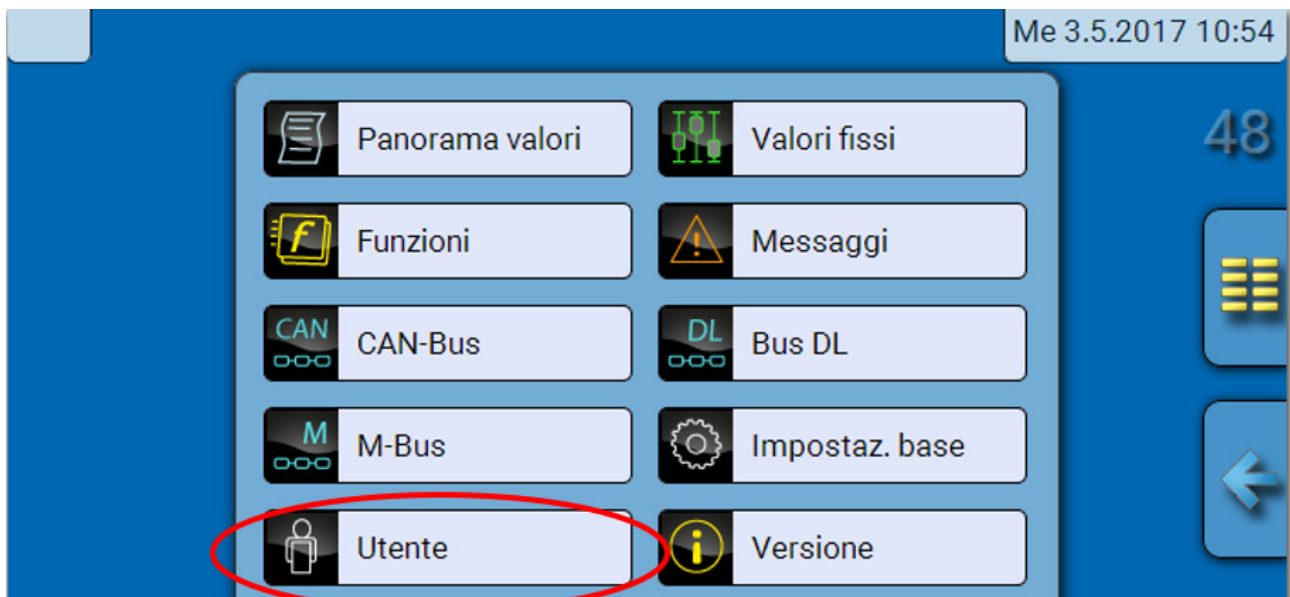 Me 3.5.2017 10:54
48
Panorama valori
Valori fissi
f Funzioni
Messaggi
CAN CAN-Bus
DL Bus DL
M M-Bus
Impostaz. base
Utente
i Versione